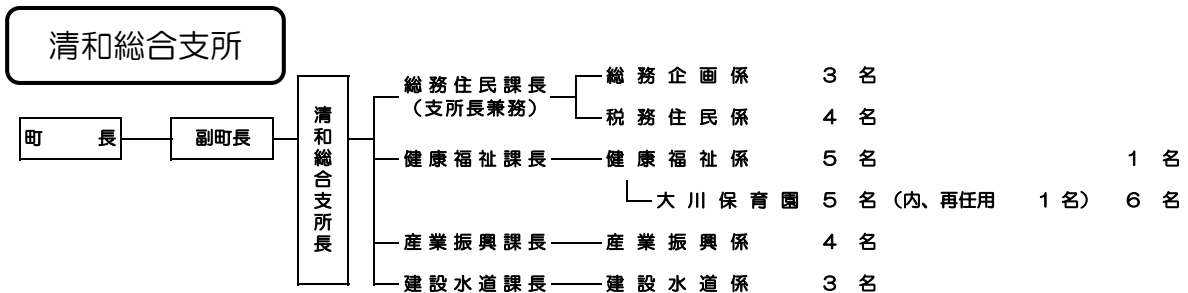 清和総合支所
町 長
副町長
清和総合支所長
総務住民課長
（支所長兼務）
総務企画係 3 名
税務住民係 4 名
健康福祉課長 健康福祉係 5 名 1 名
大川保育園 5 名 （内、再任用 1 名） 6 名
産業振興課長 産業振興係 4 名
建設水道課長 建設水道係 3 名